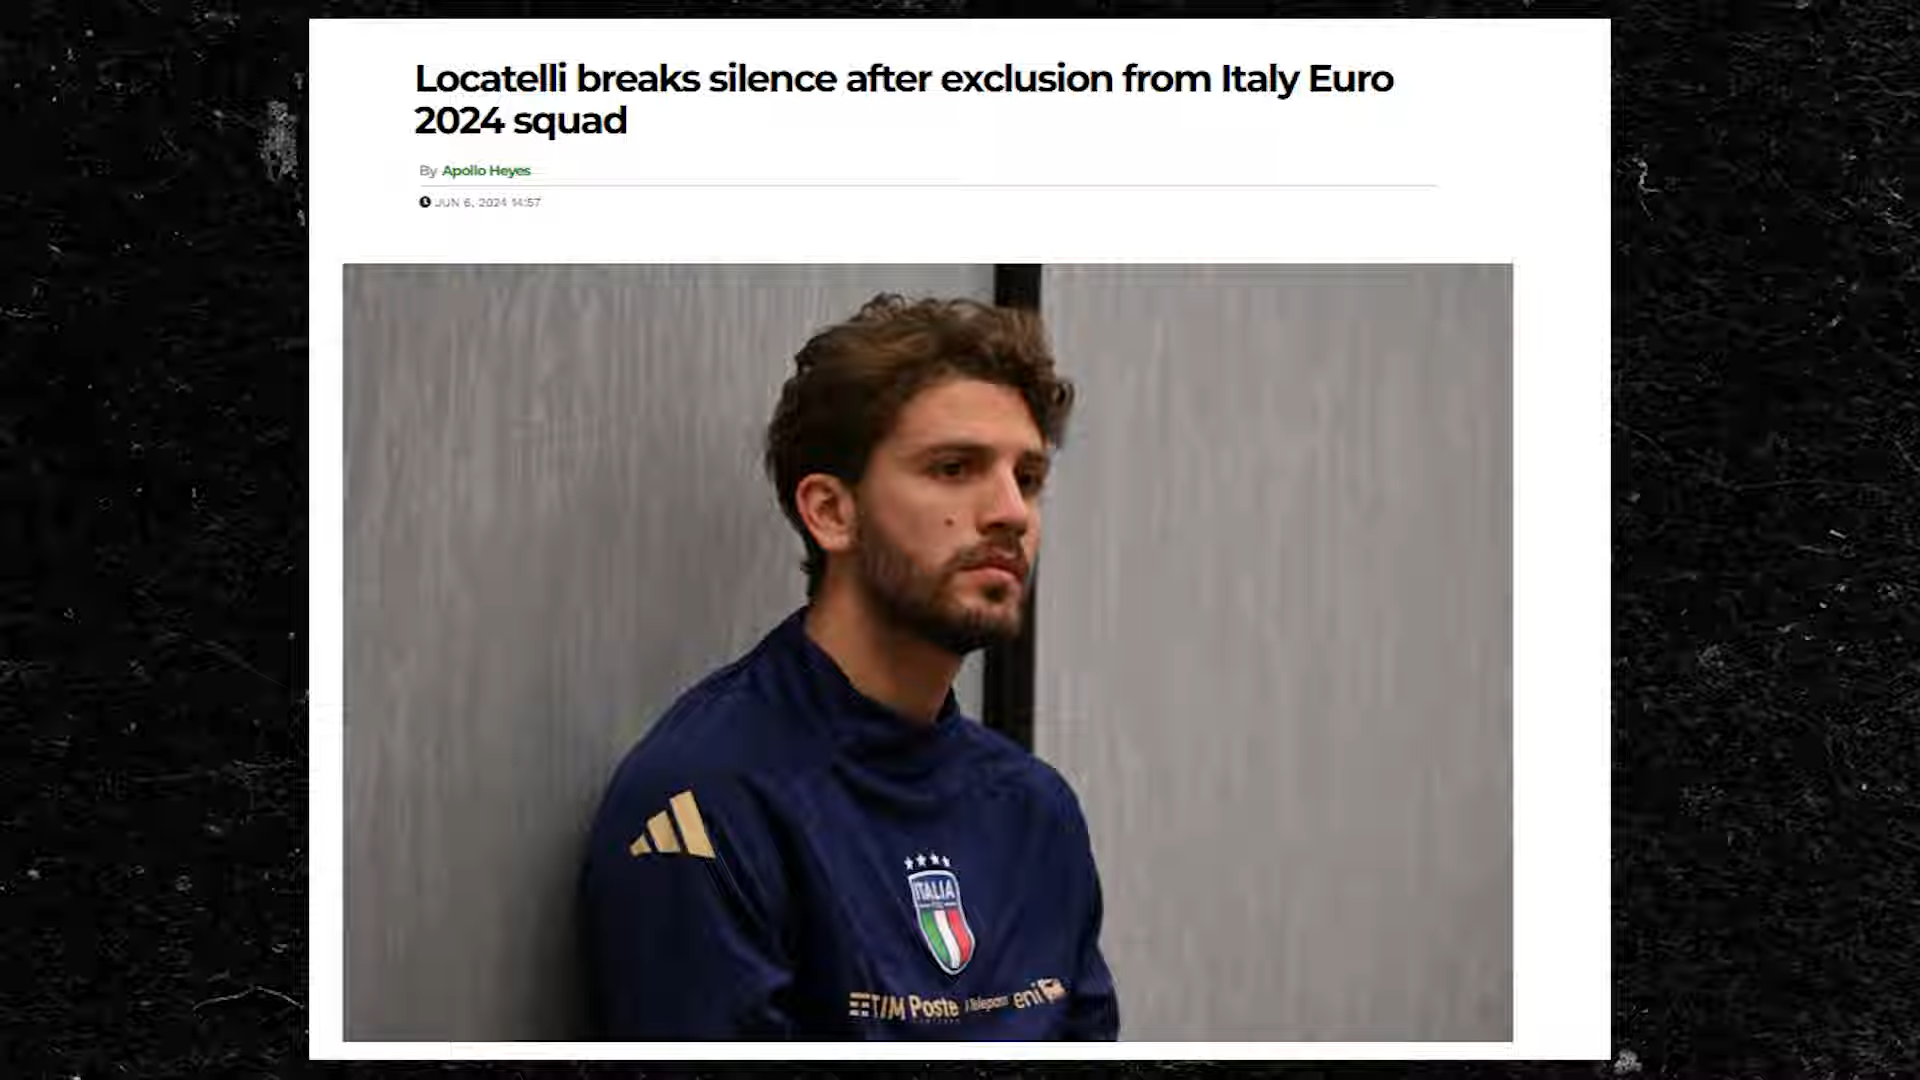 Locatelli breaks silence after exclusion from Italy Euro
2024 squad
By Apollo Heyes
JUN 6, 2024 14:57
ITALIA
TIM Poste eni